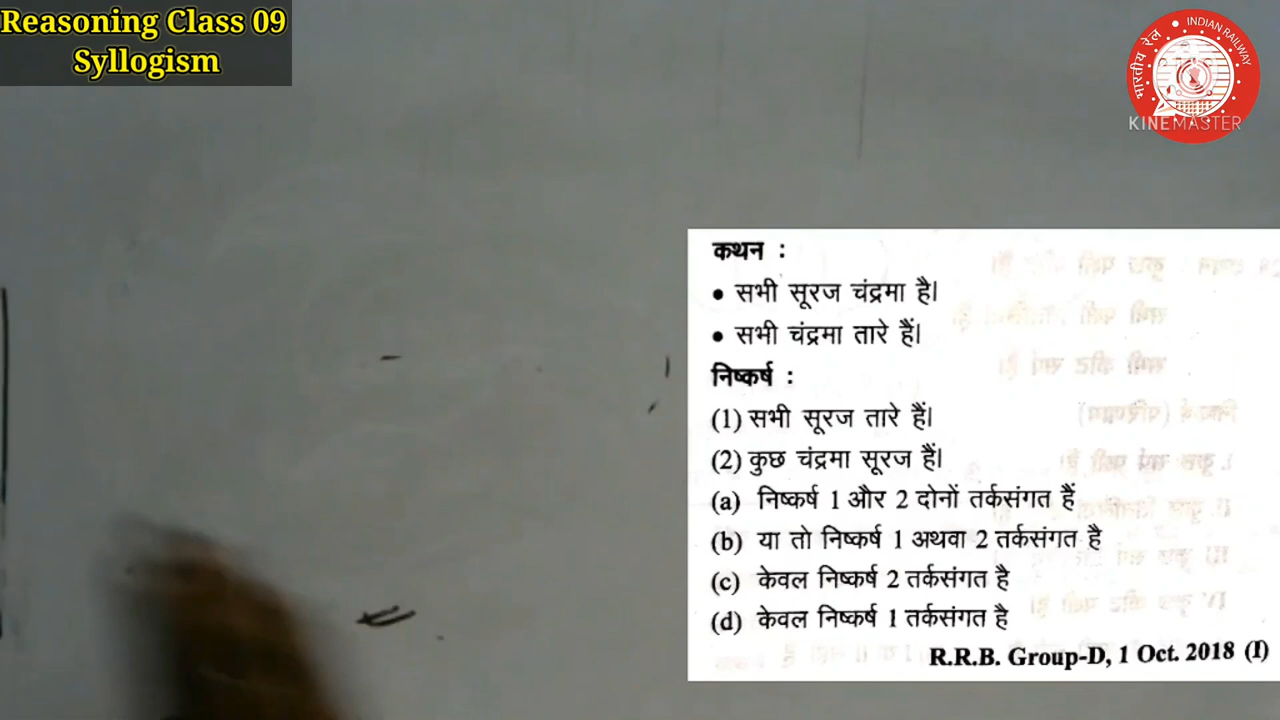 Reasoning Class 09
Syllogism
भारतीय रेल
INDIAN RAILWAY
KINEMASTER
कथन :
• सभी सूरज चंद्रमा है।
• सभी चंद्रमा तारे हैं।
निष्कर्ष :
(1) सभी सूरज तारे हैं।
(2) कुछ चंद्रमा सूरज हैं।
(a) निष्कर्ष 1 और 2 दोनों तर्कसंगत हैं
(b) या तो निष्कर्ष 1 अथवा 2 तर्कसंगत है
(c) केवल निष्कर्ष 2 तर्कसंगत है
(d) केवल निष्कर्ष 1 तर्कसंगत है
R.R.B. Group-D, 1 Oct. 2018 (I)